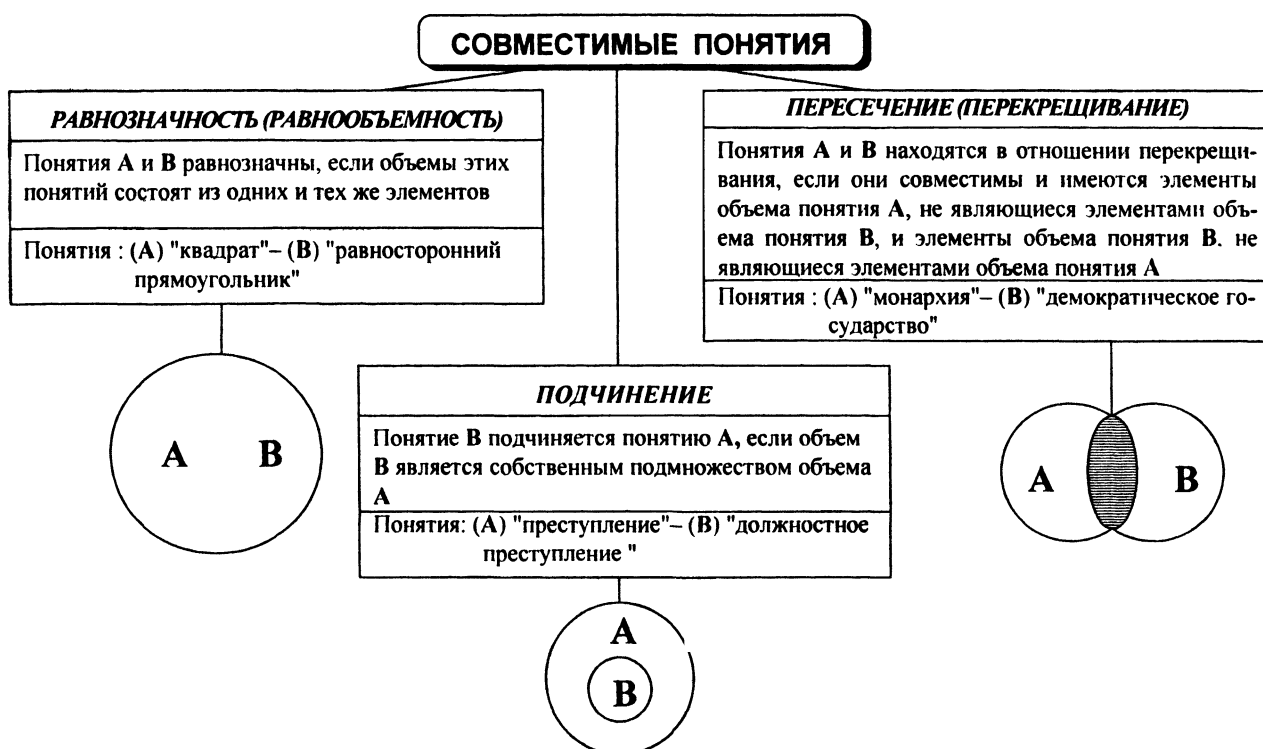 СОВМЕСТИМЫЕ ПОНЯТИЯ
РАВНОЗНАЧНОСТЬ (РАВНООБЪЕМНОСТЬ)
Понятия А и В равнозначны, если объемы этих
понятий состоят из одних и тех же элементов
Понятия : (А) "квадрат"– (В) "равносторонний
прямоугольник"
А В
ПОДЧИНЕНИЕ
Понятие В подчиняется понятию А, если объем
В является собственным подмножеством объема
А
Понятия: (А) "преступление"– (В) "должностное
преступление "
А
В
ПЕРЕСЕЧЕНИЕ (ПЕРЕКРЕЩИВАНИЕ)
Понятия А и В находятся в отношении перекрещи-
вания, если они совместимы и имеются элементы
объема понятия А, не являющиеся элементами объ-
ема понятия В, и элементы объема понятия В. не
являющиеся элементами объема понятия А
Понятия : (А) "монархия"– (В) "демократическое го-
сударство"
А В